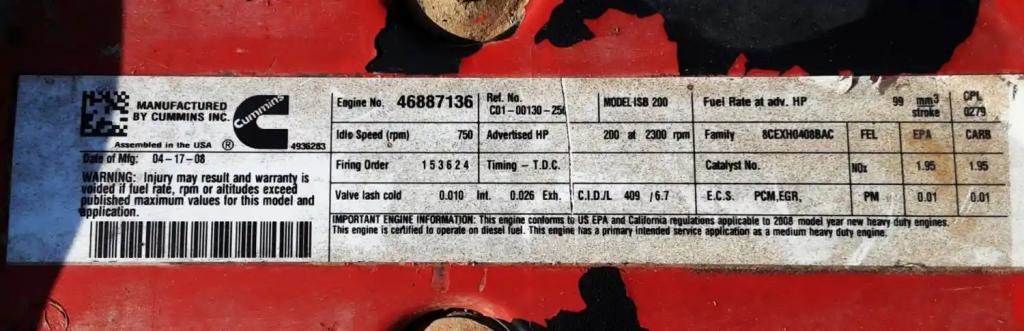 MANUFACTURED
BY CUMMINS INC.
Cummins
Assembled in the USA ® 4936283
Date of Mfg: 04-17-08
WARNING: Injury may result and warranty is
voided if fuel rate, rpm or altitudes exceed
published maximum values for this model and
application.
Engine No. 46887136 Ref. No. C01-00130-25 MODEL-ISB 200 Fuel Rate at adv. HP 99 mm3 stroke CPL 0279
Idle Speed (rpm) 750 Advertised HP 200 at 2300 rpm Family 8CEXH0408BAC FEL EPA CARB
Firing Order 153624 Timing - T.D.C. Catalyst No. NOx 1.95 1.95
Valve lash cold 0.010 Int. 0.026 Exh. C.I.D./L 409 /6.7 E.C.S. PCM,EGR, PM 0.01 0.01
IMPORTANT ENGINE INFORMATION: This engine conforms to US EPA and California regulations applicable to 2008 model year new heavy duty engines.
This engine is certified to operate on diesel fuel. This engine has a primary intended service application as a medium heavy duty engine.